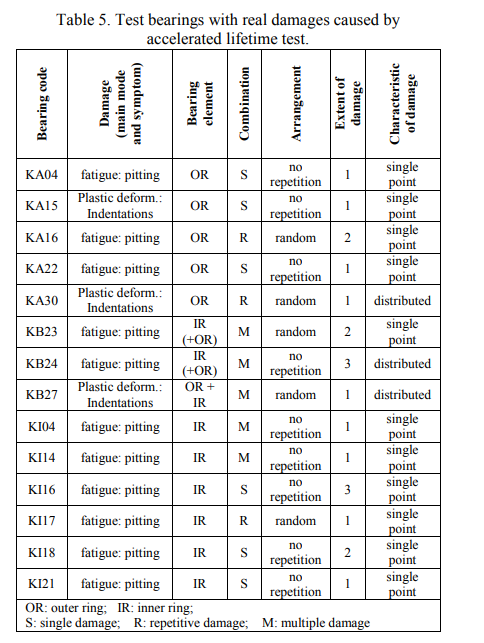 Table 5. Test bearings with real damages caused by
accelerated lifetime test.
Bearing code | Damage (main mode and symptom) | Bearing element | Combination | Arrangement | Extent of damage | Characteristic of damage
KA04 | fatigue: pitting | OR | S | no repetition | 1 | single point
KA15 | Plastic deform.: Indentations | OR | S | no repetition | 1 | single point
KA16 | fatigue: pitting | OR | R | random | 2 | single point
KA22 | fatigue: pitting | OR | S | no repetition | 1 | single point
KA30 | Plastic deform.: Indentations | OR | R | random | 1 | distributed
KB23 | fatigue: pitting | IR (+OR) | M | random | 2 | single point
KB24 | fatigue: pitting | IR (+OR) | M | no repetition | 3 | distributed
KB27 | Plastic deform.: Indentations | OR + IR | M | random | 1 | distributed
KI04 | fatigue: pitting | IR | M | no repetition | 1 | single point
KI14 | fatigue: pitting | IR | M | no repetition | 1 | single point
KI16 | fatigue: pitting | IR | S | no repetition | 3 | single point
KI17 | fatigue: pitting | IR | R | random | 1 | single point
KI18 | fatigue: pitting | IR | S | no repetition | 2 | single point
KI21 | fatigue: pitting | IR | S | no repetition | 1 | single point
OR: outer ring; IR: inner ring;
S: single damage; R: repetitive damage; M: multiple damage